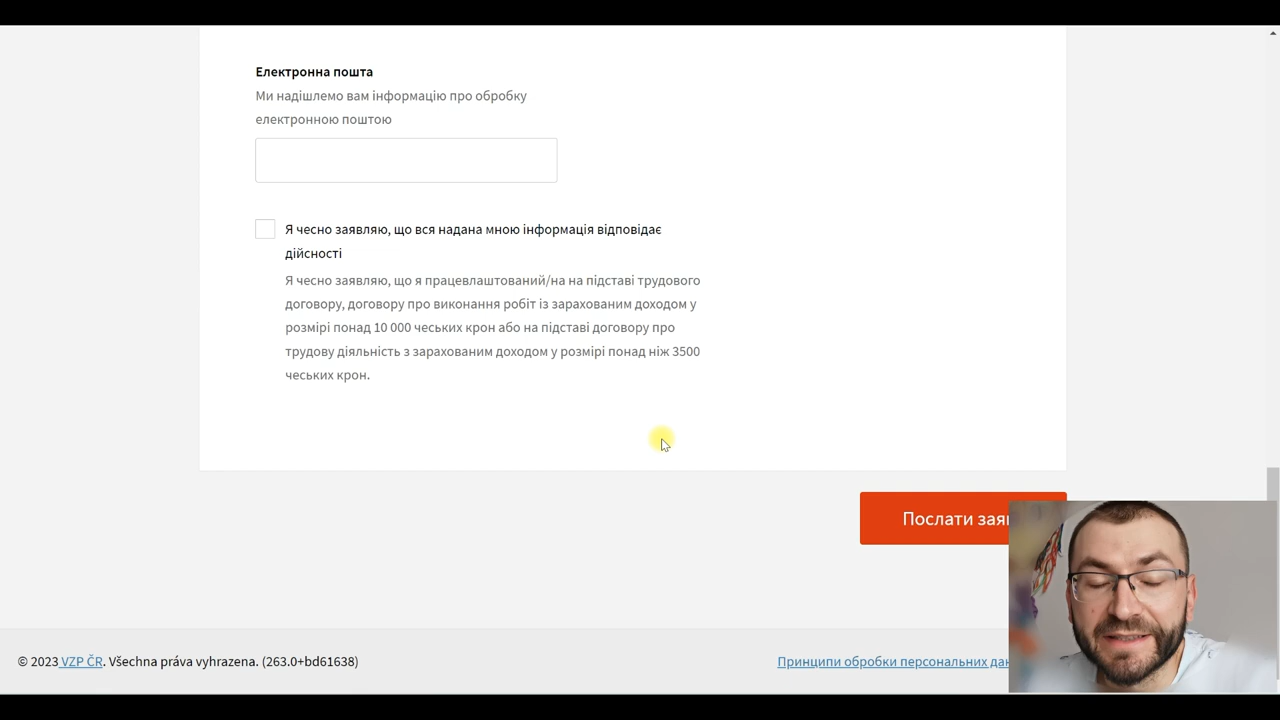 Електронна пошта
Ми надішлемо вам інформацію про обробку
електронною поштою
Я чесно заявляю, що вся надана мною інформація відповідає
дійсності
Я чесно заявляю, що я працевлаштований/на на підставі трудового
договору, договору про виконання робіт із зарахованим доходом у
розмірі понад 10 000 чеських крон або на підставі договору про
трудову діяльність з зарахованим доходом у розмірі понад ніж 3500
чеських крон.
Послати
© 2023 VZP ČR. Všechna práva vyhrazena. (263.0+bd61638)
Принципи обробки персональних